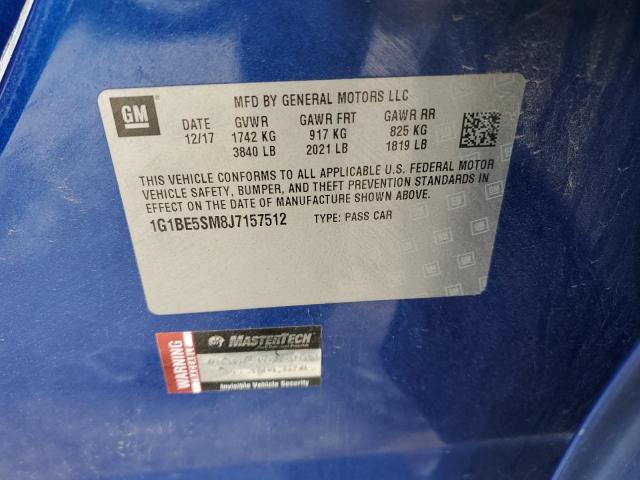 GM
MFD BY GENERAL MOTORS LLC
DATE GVWR GAWR FRT GAWR RR
12/17 1742 KG 917 KG 825 KG
3840 LB 2021 LB 1819 LB
THIS VEHICLE CONFORMS TO ALL APPLICABLE U.S. FEDERAL MOTOR
VEHICLE SAFETY, BUMPER, AND THEFT PREVENTION STANDARDS IN
EFFECT ON THE DATE OF MANUFACTURE SHOWN ABOVE.
1G1BE5SM8J7157512 TYPE: PASS CAR
WARNING
MASTERTECH
Invisible Vehicle Security